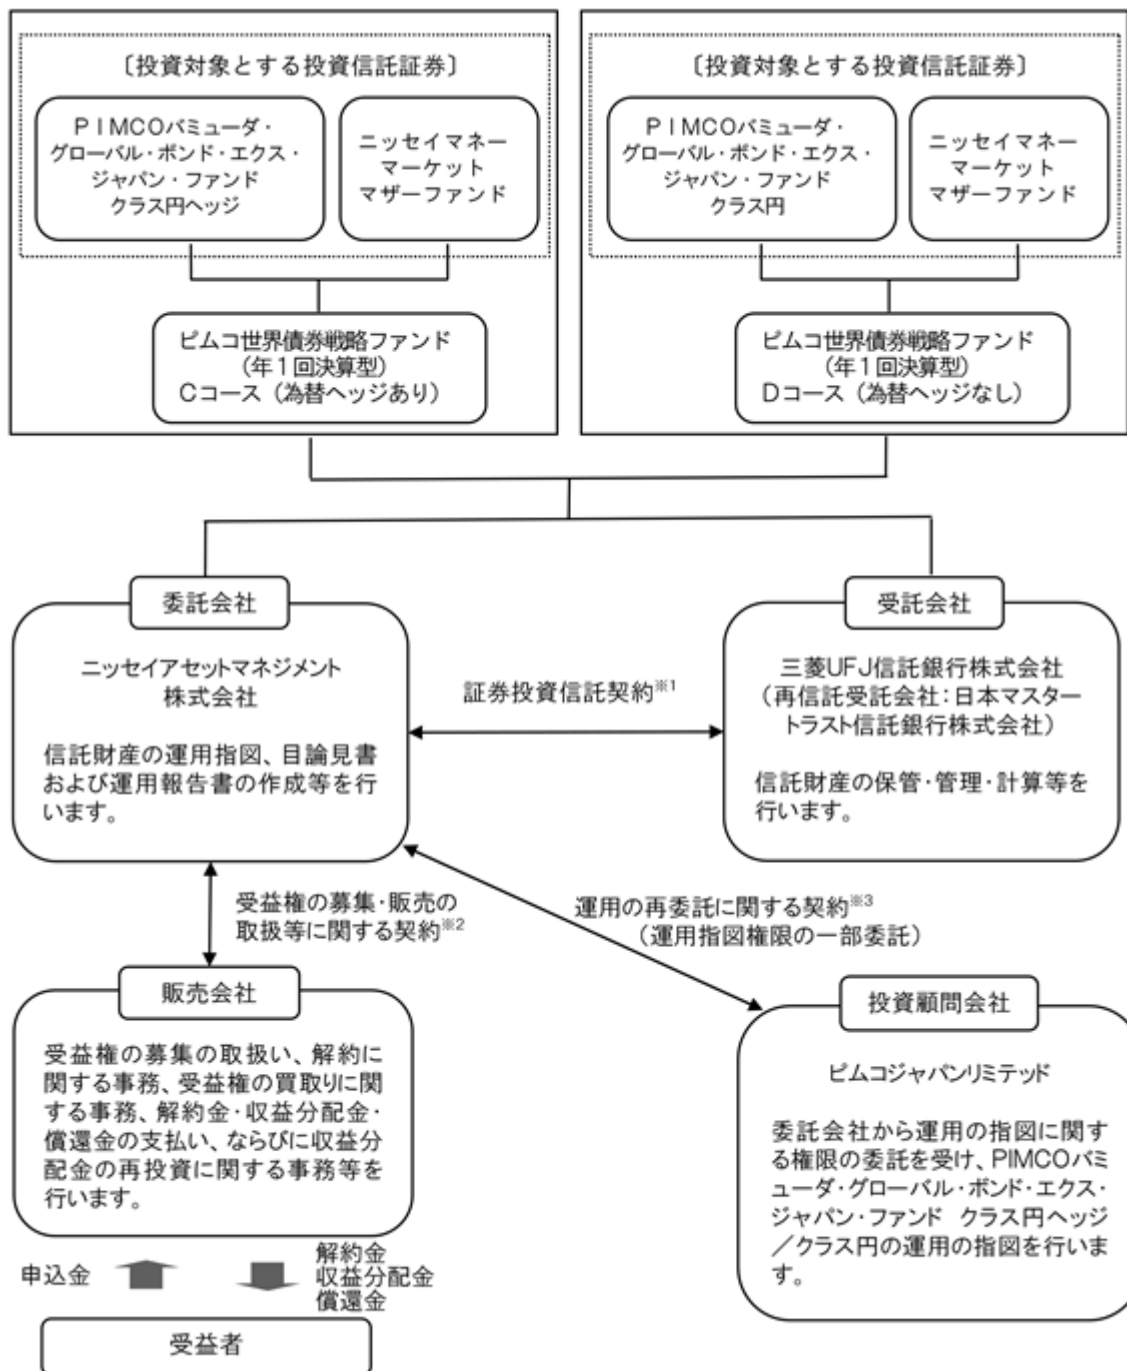 〔投資対象とする投資信託証券〕
PIMCOバミューダ・
グローバル・ボンド・エクス・
ジャパン・ファンド
クラス円ヘッジ
ニッセイマネー
マーケット
マザーファンド
ピムコ世界債券戦略ファンド
(年1回決算型)
Cコース(為替ヘッジあり)
〔投資対象とする投資信託証券〕
PIMCOバミューダ・
グローバル・ボンド・エクス・
ジャパン・ファンド
クラス円
ニッセイマネー
マーケット
マザーファンド
ピムコ世界債券戦略ファンド
(年1回決算型)
Dコース(為替ヘッジなし)
委託会社
ニッセイアセットマネジメント
株式会社
信託財産の運用指図、目論見書
および運用報告書の作成等を行
います。
証券投資信託契約※1
受託会社
三菱UFJ信託銀行株式会社
(再信託受託会社:日本マスター
トラスト信託銀行株式会社)
信託財産の保管・管理・計算等を
行います。
受益権の募集・販売の
取扱等に関する契約※2
運用の再委託に関する契約※3
(運用指図権限の一部委託)
販売会社
受益権の募集の取扱い、解約に
関する事務、受益権の買取りに関
する事務、解約金・収益分配金・
償還金の支払い、ならびに収益分
配金の再投資に関する事務等を
行います。
投資顧問会社
ピムコジャパンリミテッド
委託会社から運用の指図に関す
る権限の委託を受け、PIMCOバミ
ューダ・グローバル・ボンド・エクス・
ジャパン・ファンド クラス円ヘッジ
/クラス円の運用の指図を行いま
す。
申込金
解約金
収益分配金
償還金
受益者